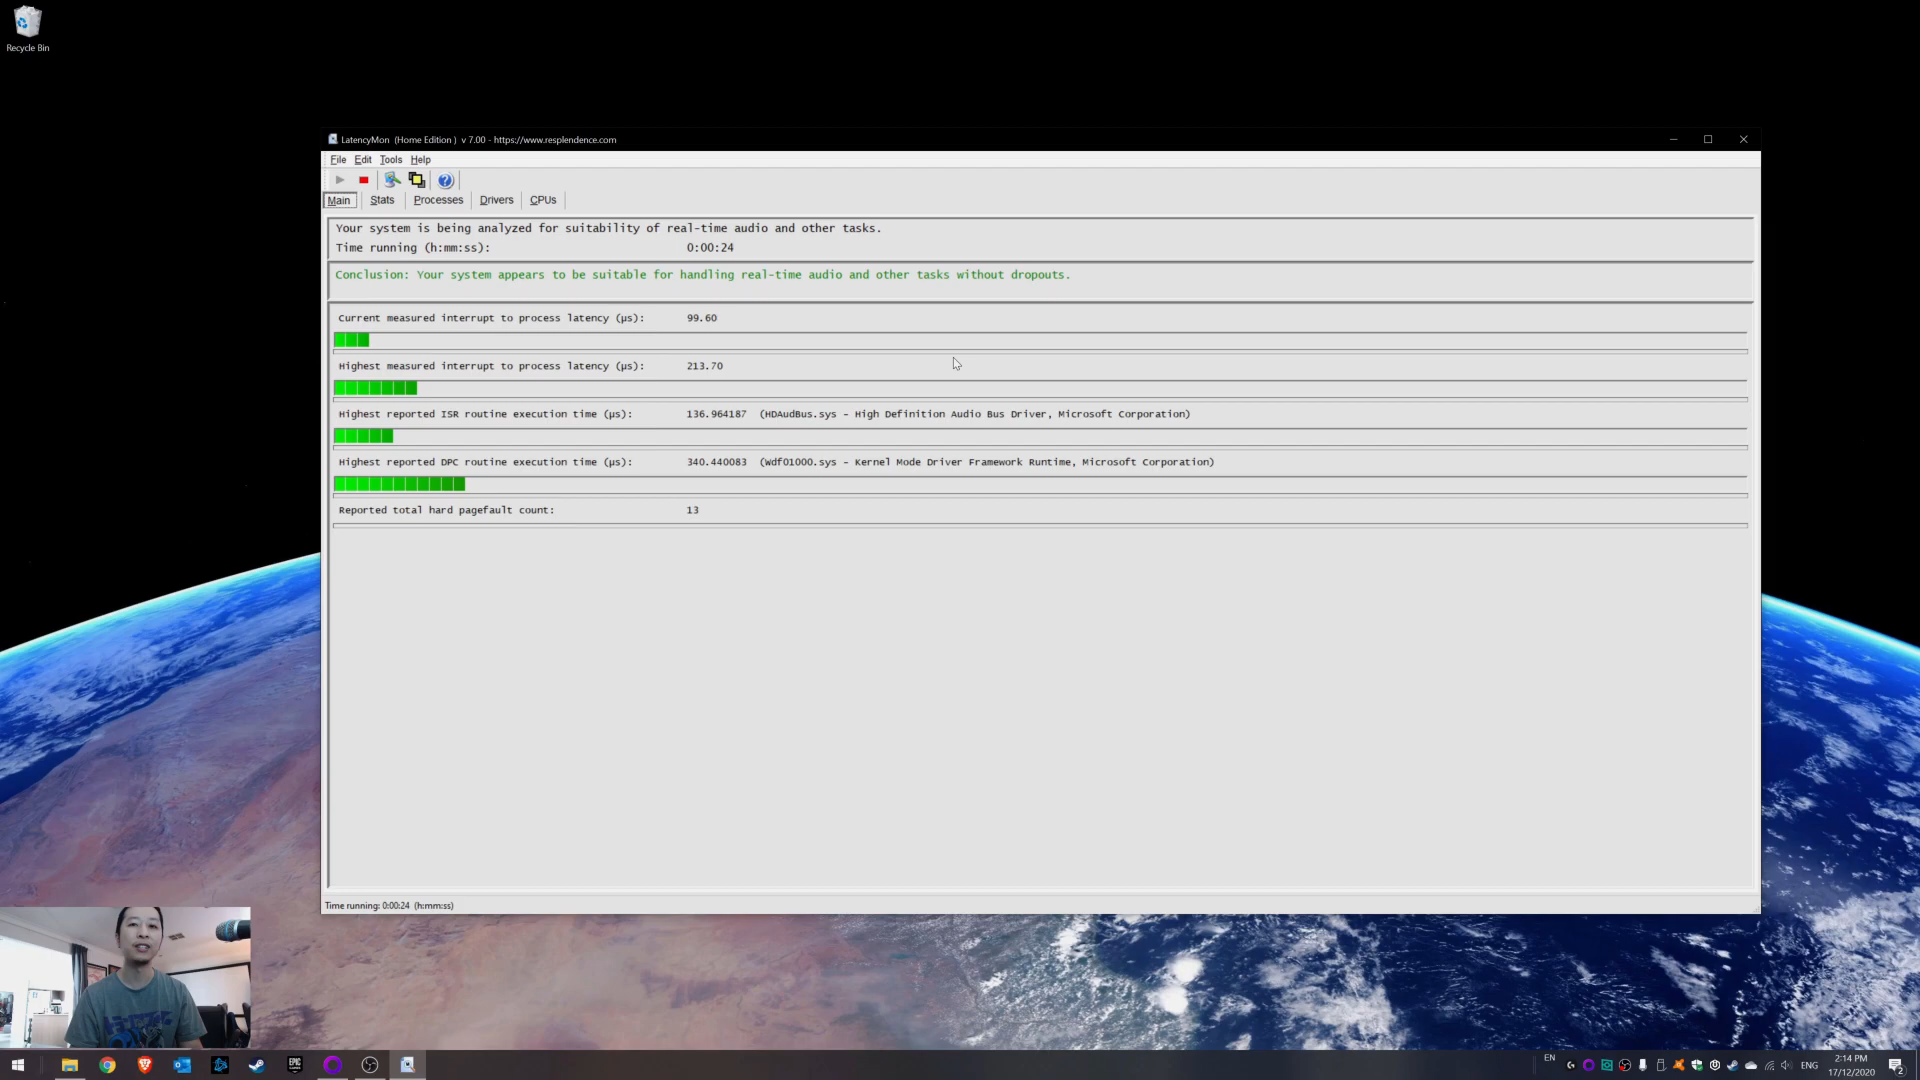 Recycle Bin
LatencyMon (Home Edition ) v 7.00 - https://www.resplendence.com
File Edit Tools Help
Main Stats Processes Drivers CPUs
Your system is being analyzed for suitability of real-time audio and other tasks.
Time running (h:mm:ss): 0:00:24
Conclusion: Your system appears to be suitable for handling real-time audio and other tasks without dropouts.
Current measured interrupt to process latency (µs): 99.60
Highest measured interrupt to process latency (µs): 213.70
Highest reported ISR routine execution time (µs): 136.964187 (HDAudBus.sys - High Definition Audio Bus Driver, Microsoft Corporation)
Highest reported DPC routine execution time (µs): 340.440083 (Wdf01000.sys - Kernel Mode Driver Framework Runtime, Microsoft Corporation)
Reported total hard pagefault count: 13
Time running: 0:00:24 (h:mm:ss)
EPIC
EN
ENG
2:14 PM
17/12/2020
2